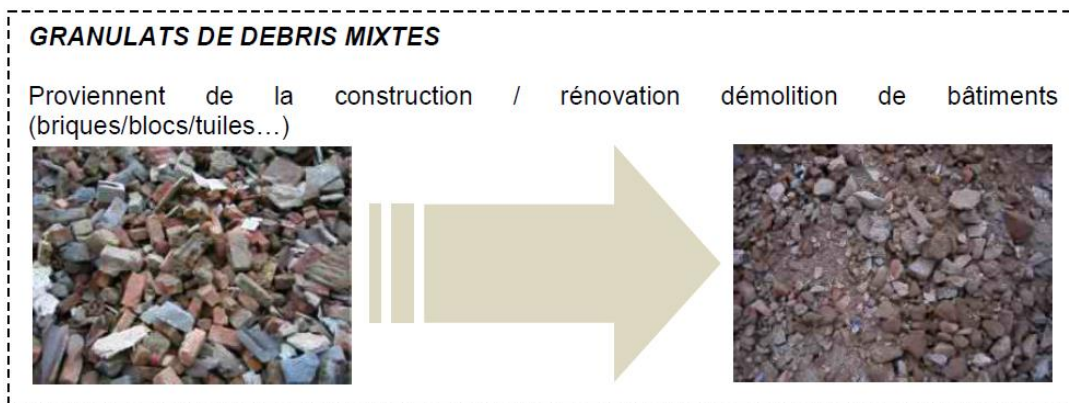 GRANULATS DE DEBRIS MIXTES
Proviennent de la construction / rénovation démolition de bâtiments
(briques/blocs/tuiles…)